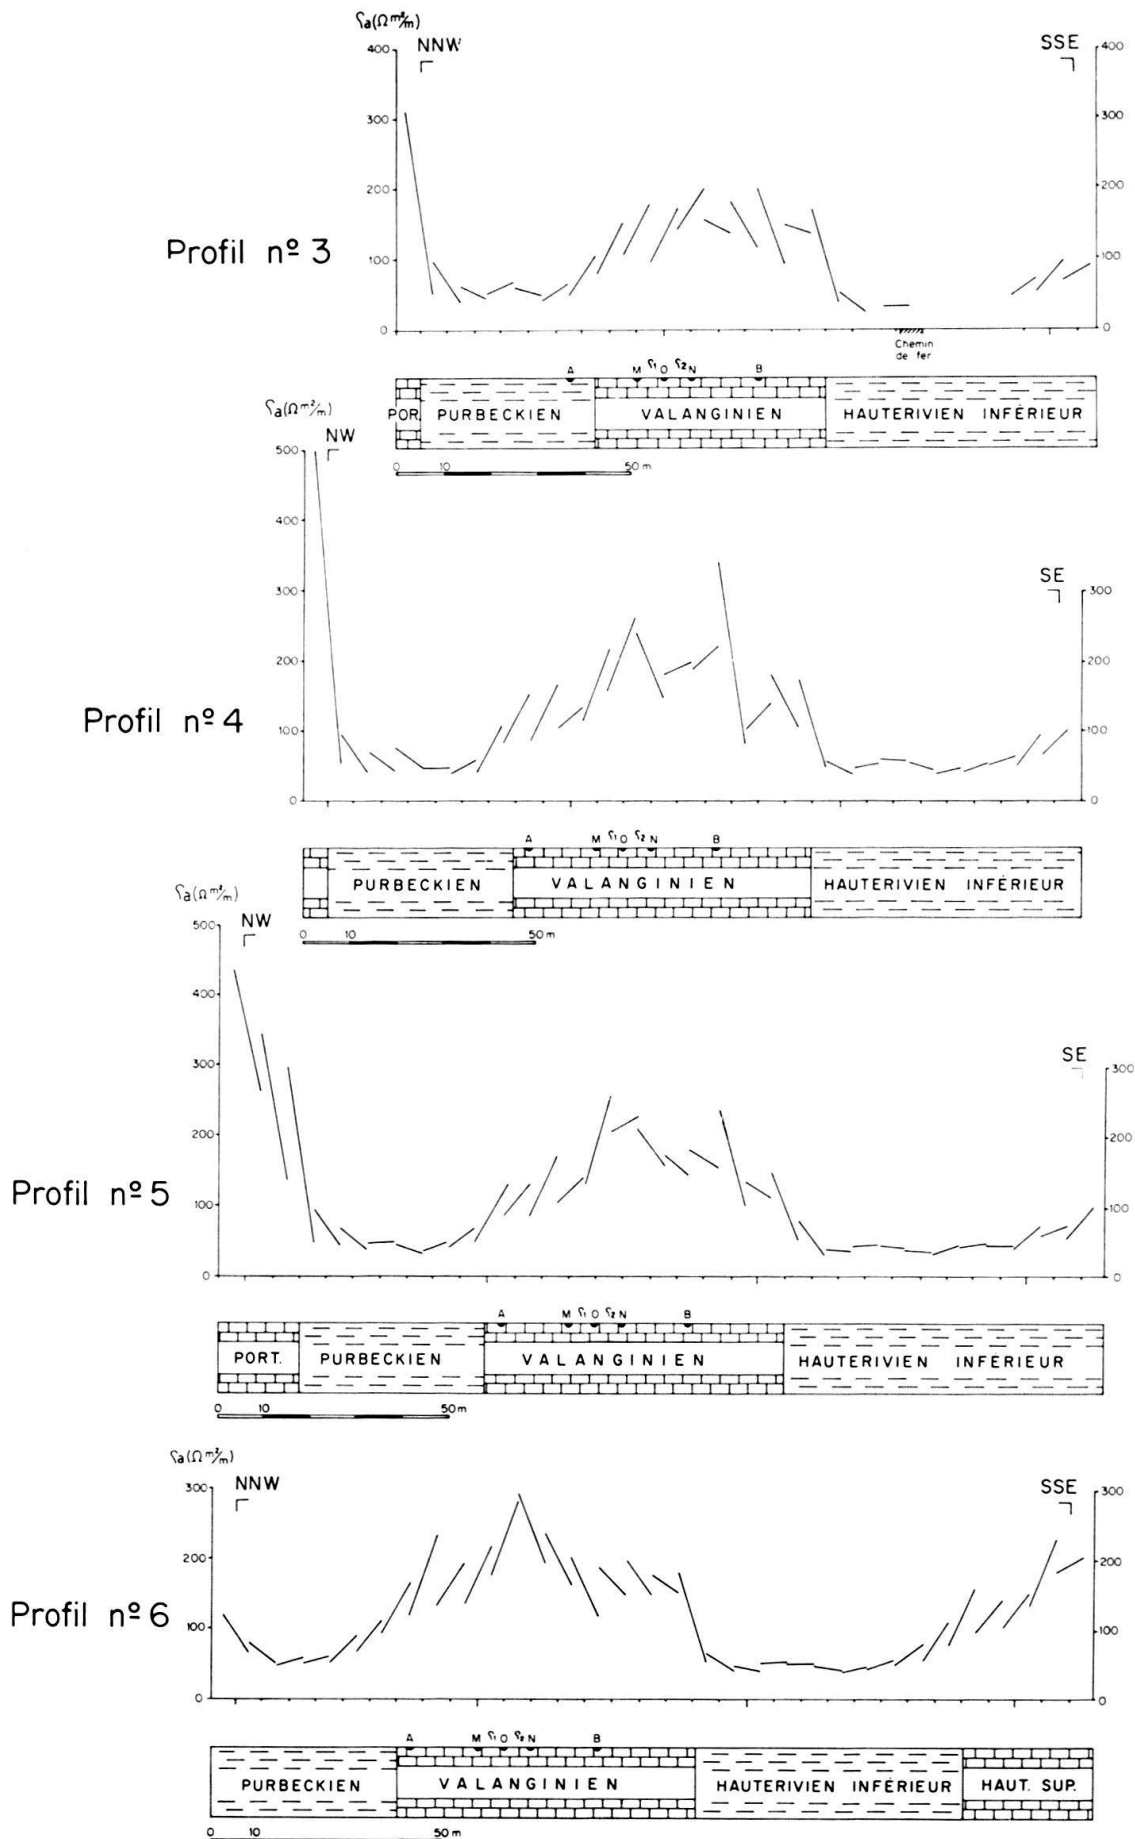 ρa(Ωm²/m)
NNW SSE
400 400
300 300
200 200
Profil nº 3
100 100
0 0
Chemin
de fer
A M ρ1 O ρ2 N B
POR. PURBECKIEN VALANGINIEN HAUTERIVIEN INFÉRIEUR
0 10 50 m
ρa(Ωm²/m)
NW
500
400
SE
300 300
200 200
Profil nº 4
100 100
0 0
A M ρ1 O ρ2 N B
PURBECKIEN VALANGINIEN HAUTERIVIEN INFÉRIEUR
0 10 50 m
ρa(Ωm²/m)
NW
500
400
SE
300 300
200 200
Profil nº 5
100 100
0 0
A M ρ1 O ρ2 N B
PORT. PURBECKIEN VALANGINIEN HAUTERIVIEN INFÉRIEUR
0 10 50m
ρa(Ωm²/m)
NNW SSE
300 300
200 200
Profil nº 6
100 100
0 0
A M ρ1 O ρ2 N B
PURBECKIEN VALANGINIEN HAUTERIVIEN INFÉRIEUR HAUT. SUP.
0 10 50 m